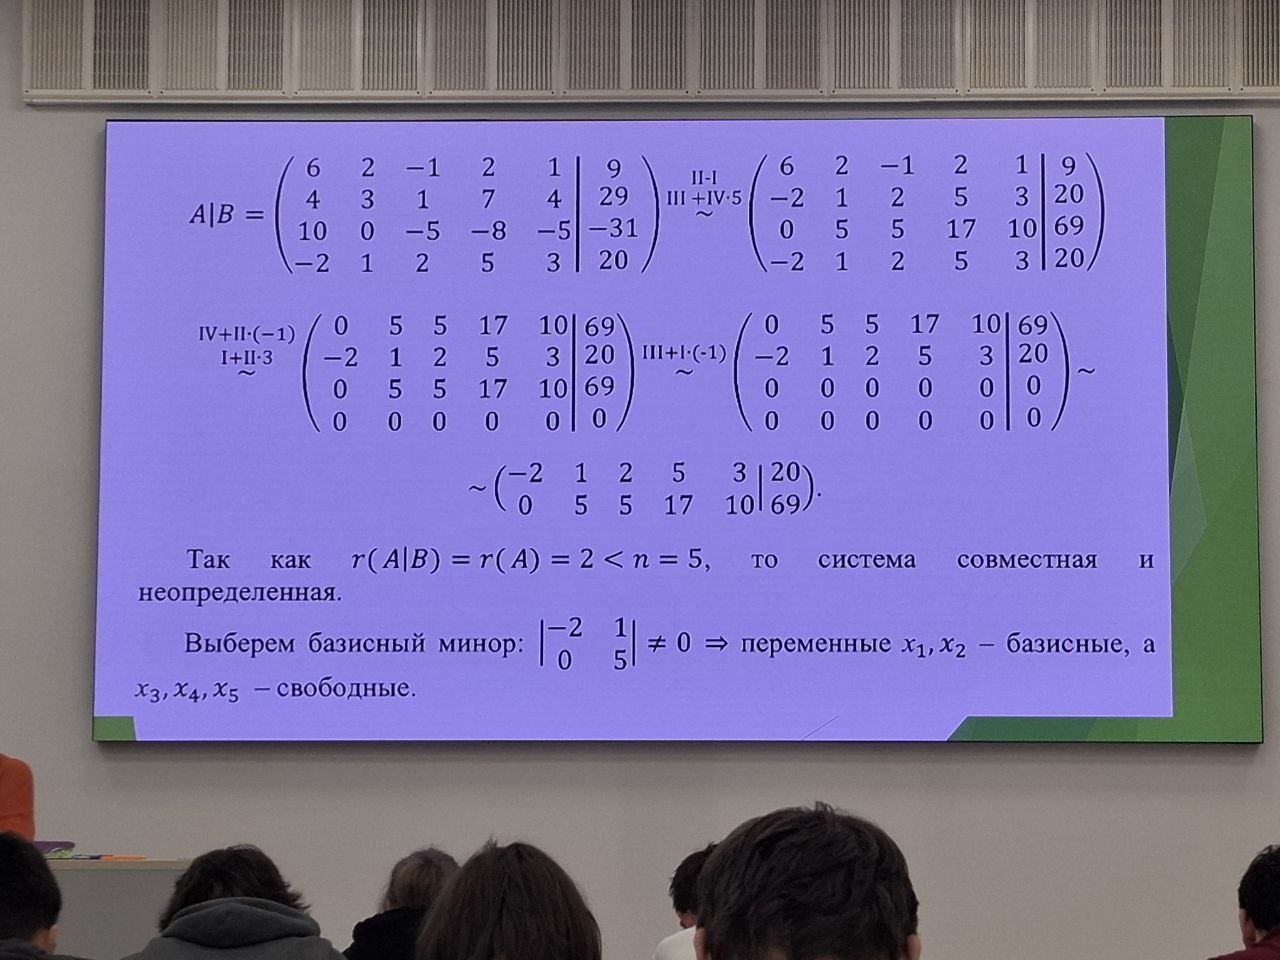 A|B = ( 6 2 −1 2 1 | 9 ) II-I ( 6 2 −1 2 1 | 9 )
( 4 3 1 7 4 | 29 ) III +IV·5 ( −2 1 2 5 3 | 20 )
( 10 0 −5 −8 −5 | −31 ) ~ ( 0 5 5 17 10 | 69 )
( −2 1 2 5 3 | 20 ) ( −2 1 2 5 3 | 20 )
IV+II·(−1) ( 0 5 5 17 10 | 69 ) ( 0 5 5 17 10 | 69 )
I+II·3 ( −2 1 2 5 3 | 20 ) III+I·(-1) ( −2 1 2 5 3 | 20 ) ~
~ ( 0 5 5 17 10 | 69 ) ~ ( 0 0 0 0 0 | 0 )
( 0 0 0 0 0 | 0 ) ( 0 0 0 0 0 | 0 )
~ ( −2 1 2 5 3 | 20 )
( 0 5 5 17 10 | 69 ).
Так как r(A|B) = r(A) = 2 < n = 5, то система совместная и
неопределенная.
Выберем базисный минор: | −2 1 | ≠ 0 ⇒ переменные x₁, x₂ − базисные, а
| 0 5 |
x₃, x₄, x₅ − свободные.